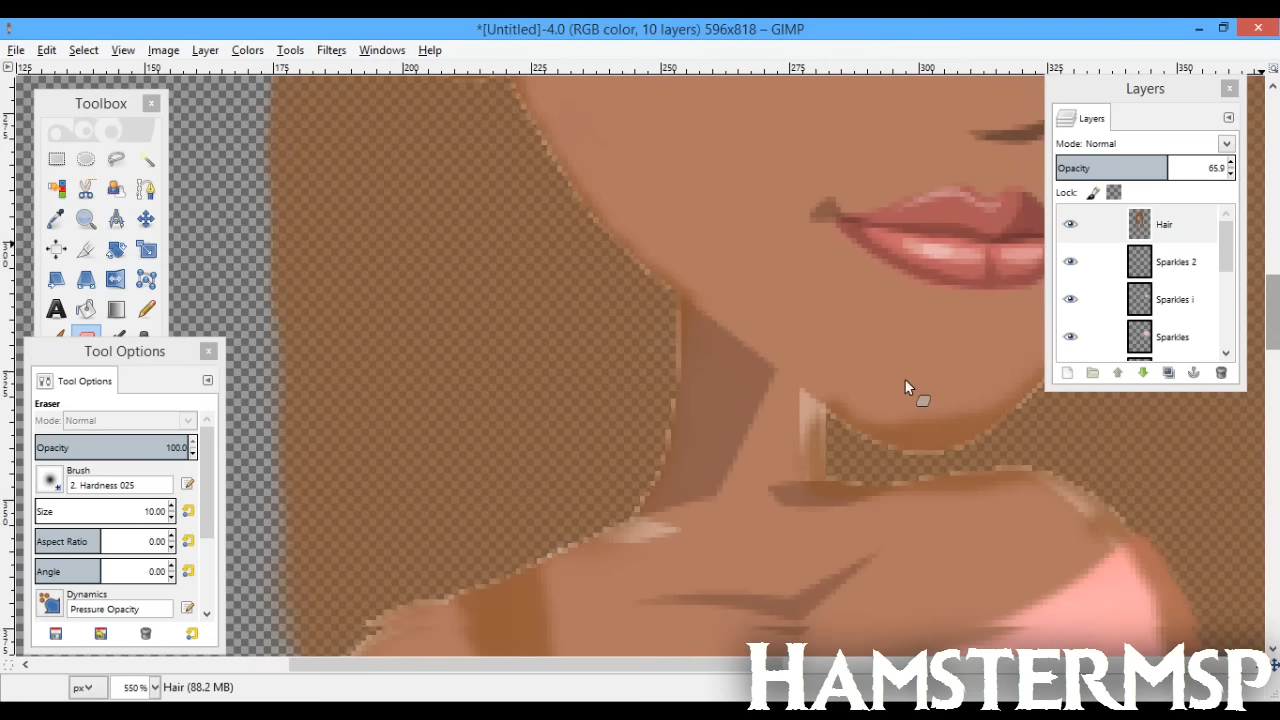 *[Untitled]-4.0 (RGB color, 10 layers) 596x818 – GIMP
File Edit Select View Image Layer Colors Tools Filters Windows Help
125 150 175 200 225 250 275 300 325 350
Toolbox
Layers
Layers
Mode: Normal
Opacity 65.9
Lock:
Hair
Sparkles 2
Sparkles i
Sparkles
275
300
350
375
Tool Options
Tool Options
Eraser
Mode: Normal
Opacity 100.0
Brush
2. Hardness 025
Size 10.00
Aspect Ratio 0.00
Angle 0.00
Dynamics
Pressure Opacity
px 550 % Hair (88.2 MB)
HAMSTERMSP